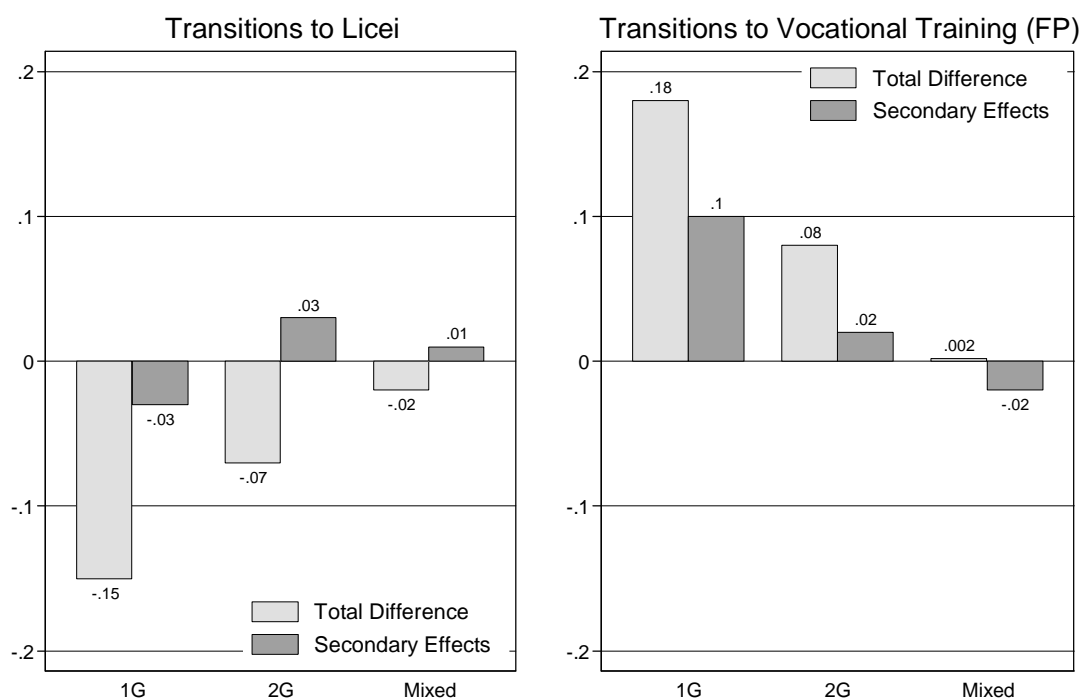 Transitions to Licei
.2
.1
0
-.1
-.2
-.15
-.03
-.07
.03
-.02
.01
Total Difference
Secondary Effects
1G 2G Mixed
Transitions to Vocational Training (FP)
.2
.1
0
-.1
-.2
Total Difference
Secondary Effects
.18
.1
.08
.02
.002
-.02
1G 2G Mixed